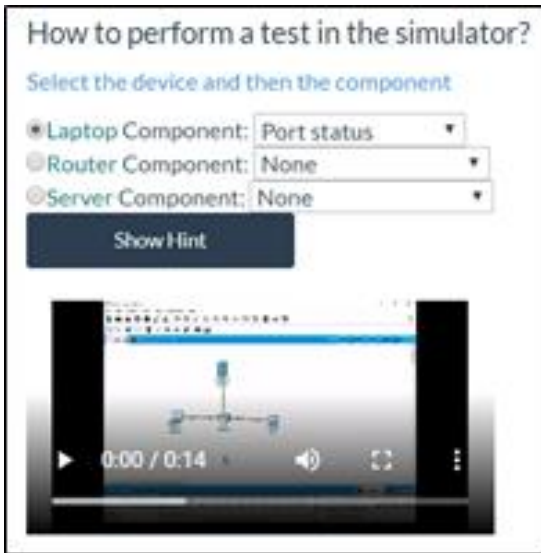 How to perform a test in the simulator?
Select the device and then the component
Laptop Component: Port status
Router Component: None
Server Component: None
Show Hint
0:00 / 0:14